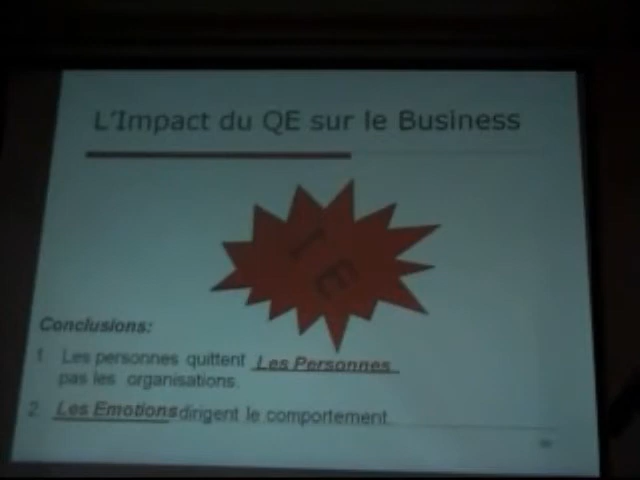 L'Impact du QE sur le Business
I E
Conclusions:
1. Les personnes quittent Les Personnes
pas les organisations.
2. Les Emotions dirigent le comportement